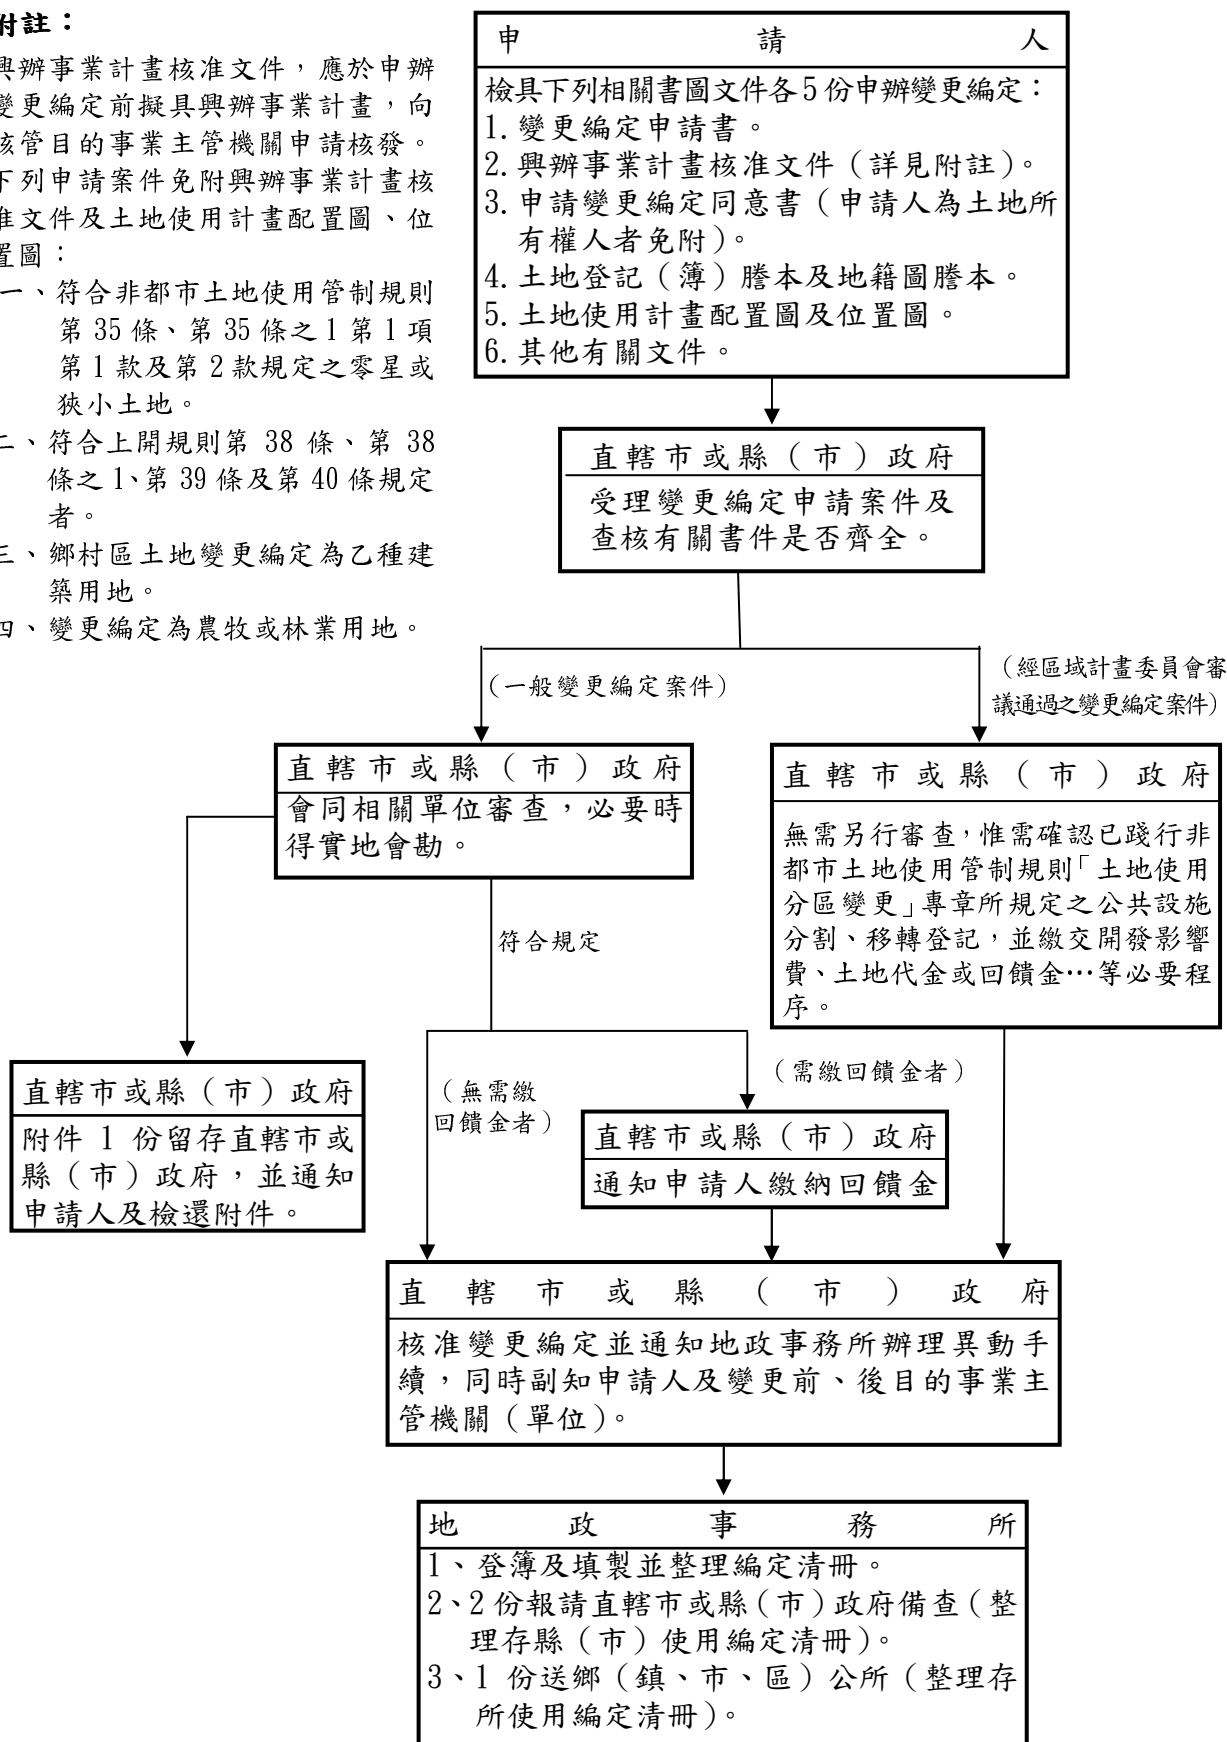 附註：
興辦事業計畫核准文件，應於申辦
變更編定前擬具興辦事業計畫，向
該管目的事業主管機關申請核發。
下列申請案件免附興辦事業計畫核
准文件及土地使用計畫配置圖、位
置圖：
一、符合非都市土地使用管制規則
第 35 條、第 35 條之 1 第 1 項
第 1 款及第 2 款規定之零星或
狹小土地。
二、符合上開規則第 38 條、第 38
條之 1、第 39 條及第 40 條規定
者。
三、鄉村區土地變更編定為乙種建
築用地。
四、變更編定為農牧或林業用地。
申請人
檢具下列相關書圖文件各 5 份申辦變更編定：
1. 變更編定申請書。
2. 興辦事業計畫核准文件（詳見附註）。
3. 申請變更編定同意書（申請人為土地所
有權人者免附）。
4. 土地登記（簿）謄本及地籍圖謄本。
5. 土地使用計畫配置圖及位置圖。
6. 其他有關文件。
直轄市或縣（市）政府
受理變更編定申請案件及
查核有關書件是否齊全。
（一般變更編定案件）
（經區域計畫委員會審
議通過之變更編定案件）
直轄市或縣（市）政府
會同相關單位審查，必要時
得實地會勘。
直轄市或縣（市）政府
無需另行審查，惟需確認已踐行非
都市土地使用管制規則「土地使用
分區變更」專章所規定之公共設施
分割、移轉登記，並繳交開發影響
費、土地代金或回饋金…等必要程
序。
符合規定
直轄市或縣（市）政府
附件 1 份留存直轄市或
縣（市）政府，並通知
申請人及檢還附件。
（無需繳
回饋金者）
（需繳回饋金者）
直轄市或縣（市）政府
通知申請人繳納回饋金
直轄市或縣（市）政府
核准變更編定並通知地政事務所辦理異動手
續，同時副知申請人及變更前、後目的事業主
管機關（單位）。
地政事務所
1、登簿及填製並整理編定清冊。
2、2 份報請直轄市或縣（市）政府備查（整
理存縣（市）使用編定清冊）。
3、1 份送鄉（鎮、市、區）公所（整理存
所使用編定清冊）。